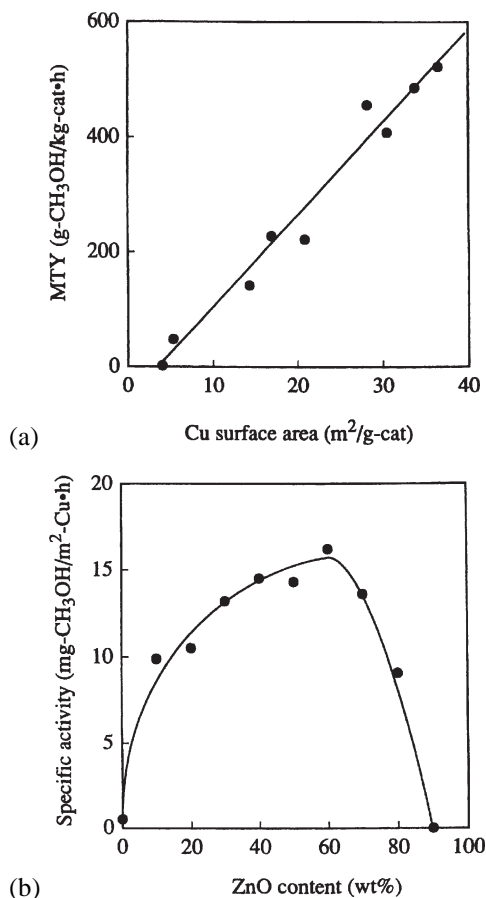 600
400
200
0
MTY (g-CH₃OH/kg-cat•h)
0 10 20 30 40
(a)
Cu surface area (m²/g-cat)
20
15
10
5
0
Specific activity (mg-CH₃OH/m²-Cu•h)
0 20 40 60 80 100
(b)
ZnO content (wt%)